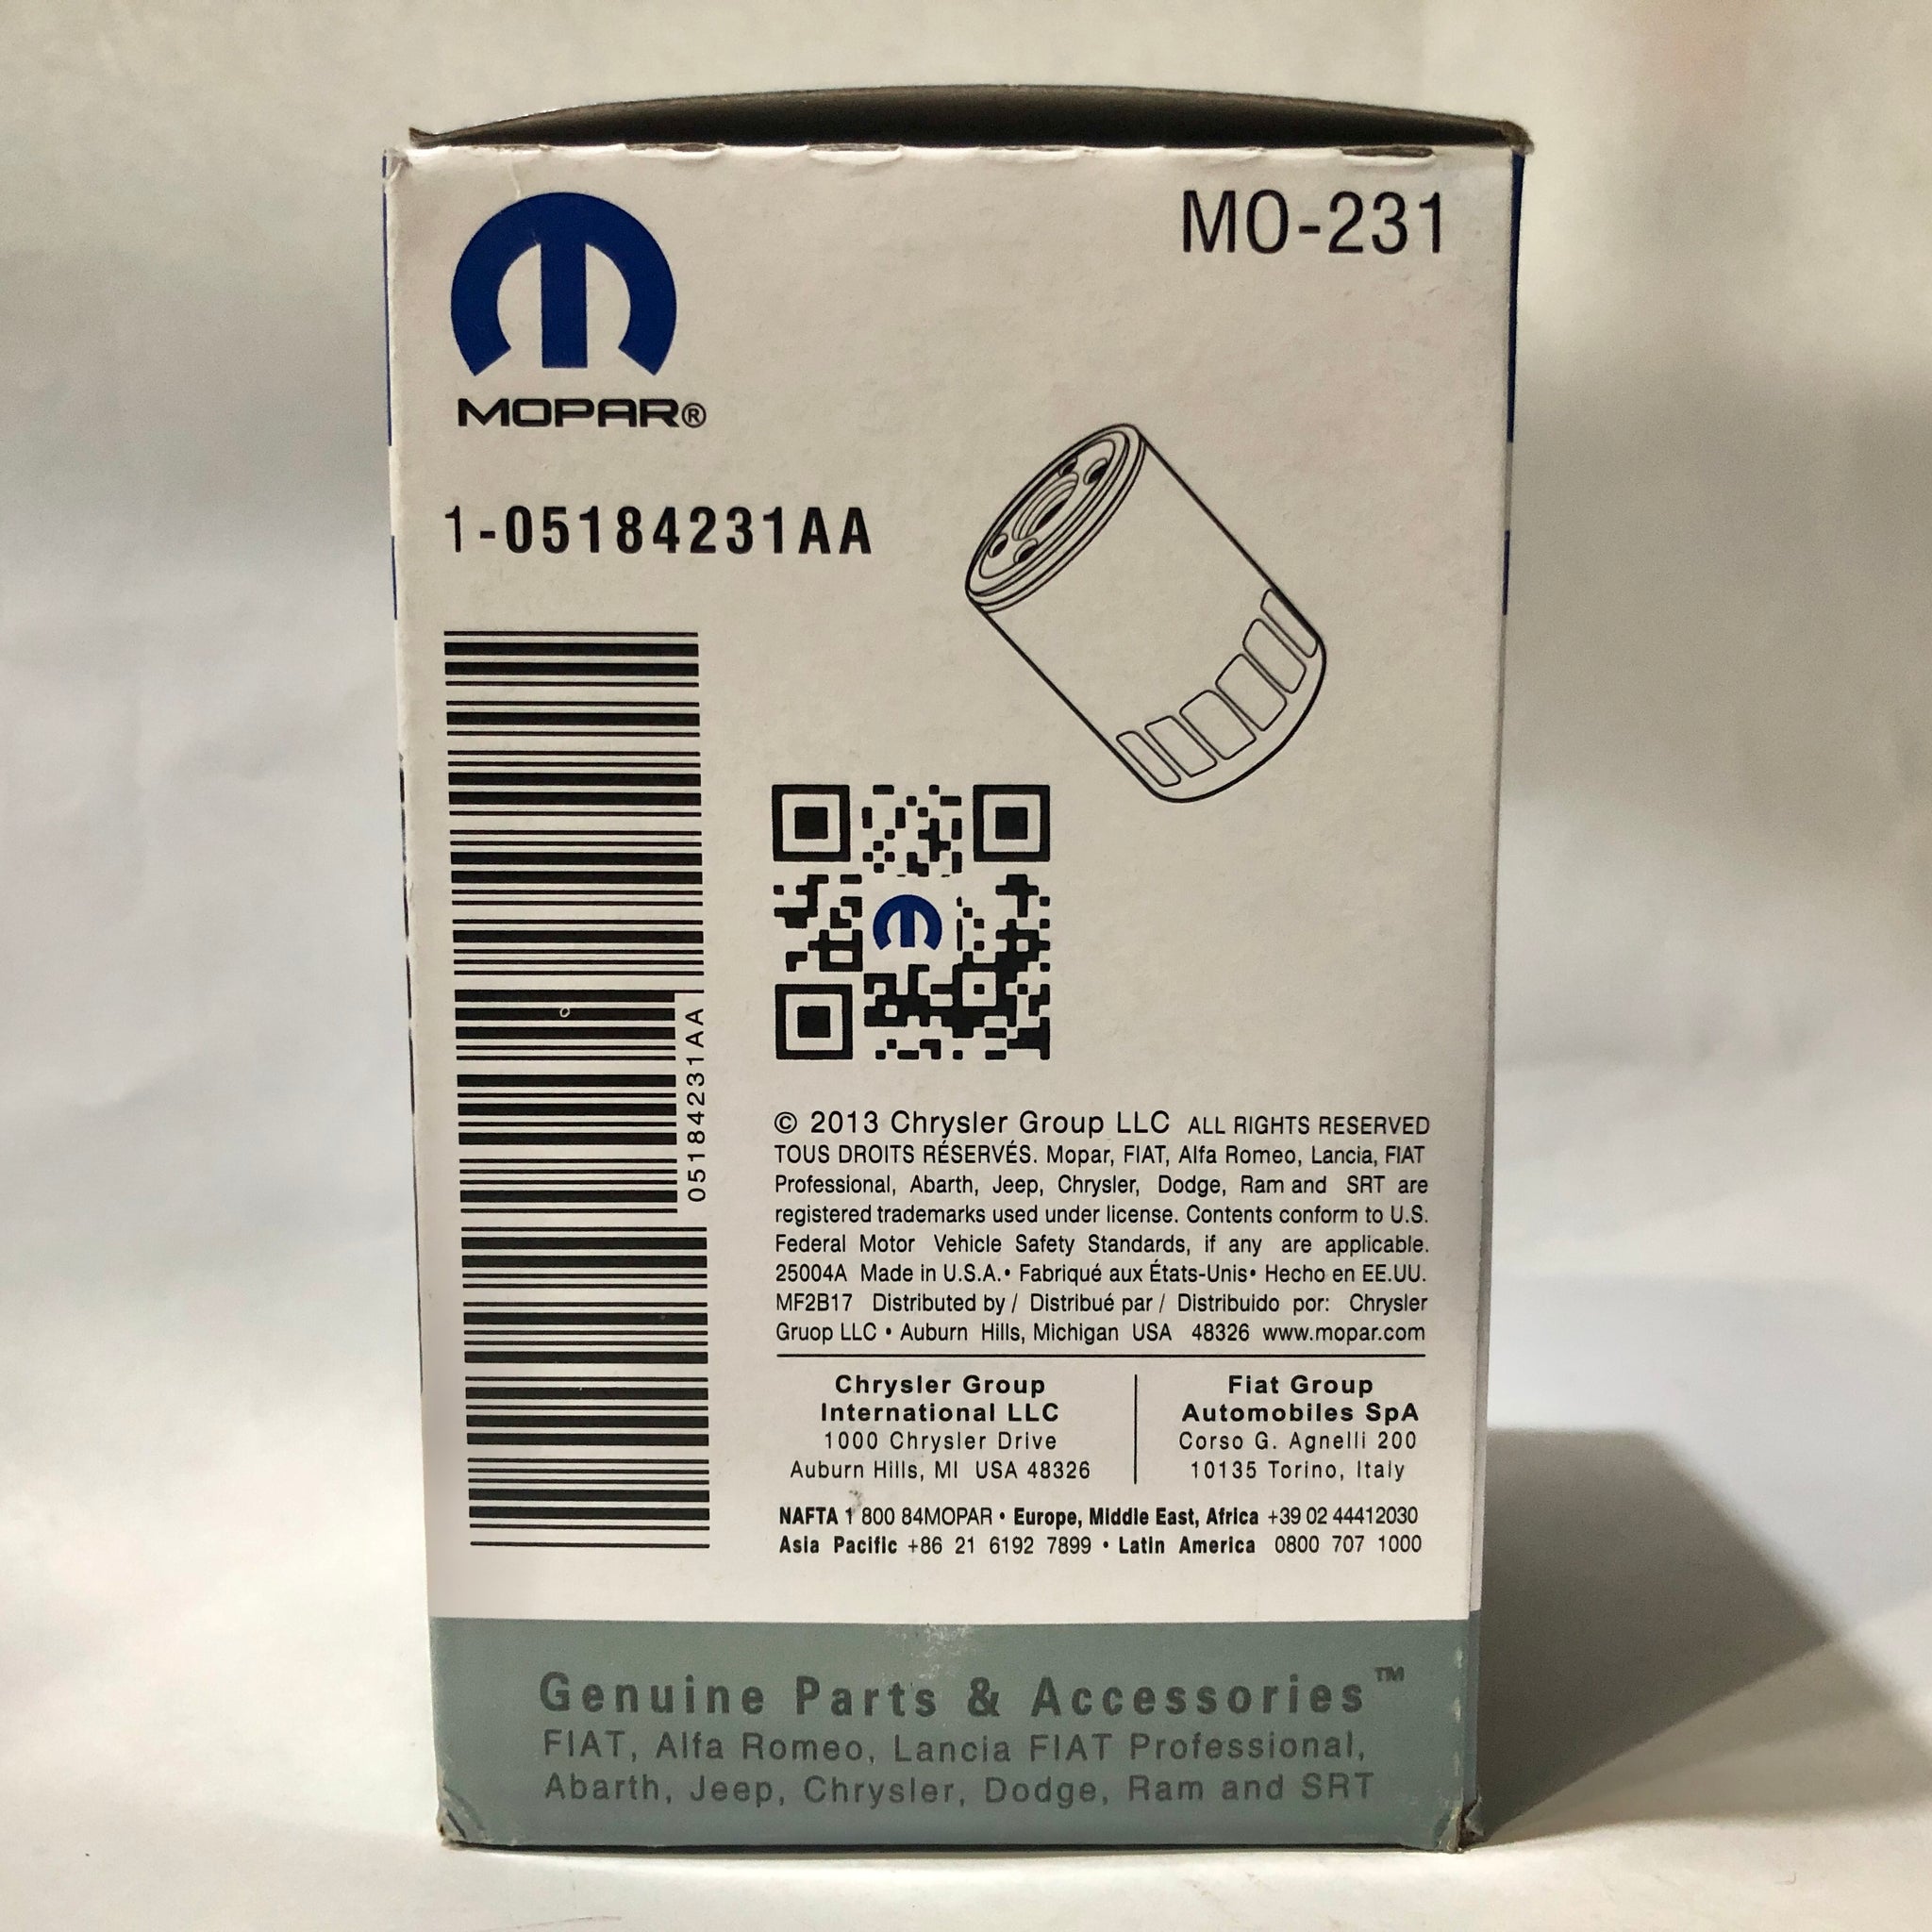 MO-231
MOPAR®
1-05184231AA
05184231AA
© 2013 Chrysler Group LLC ALL RIGHTS RESERVED
TOUS DROITS RÉSERVÉS. Mopar, FIAT, Alfa Romeo, Lancia, FIAT
Professional, Abarth, Jeep, Chrysler, Dodge, Ram and SRT are
registered trademarks used under license. Contents conform to U.S.
Federal Motor Vehicle Safety Standards, if any are applicable.
25004A Made in U.S.A.• Fabriqué aux États-Unis• Hecho en EE.UU.
MF2B17 Distributed by / Distribué par / Distribuido por: Chrysler
Gruop LLC • Auburn Hills, Michigan USA 48326 www.mopar.com
Chrysler Group
International LLC
1000 Chrysler Drive
Auburn Hills, MI USA 48326
Fiat Group
Automobiles SpA
Corso G. Agnelli 200
10135 Torino, Italy
NAFTA 1 800 84MOPAR • Europe, Middle East, Africa +39 02 44412030
Asia Pacific +86 21 6192 7899 • Latin America 0800 707 1000
Genuine Parts & Accessories™
FIAT, Alfa Romeo, Lancia FIAT Professional,
Abarth, Jeep, Chrysler, Dodge, Ram and SRT